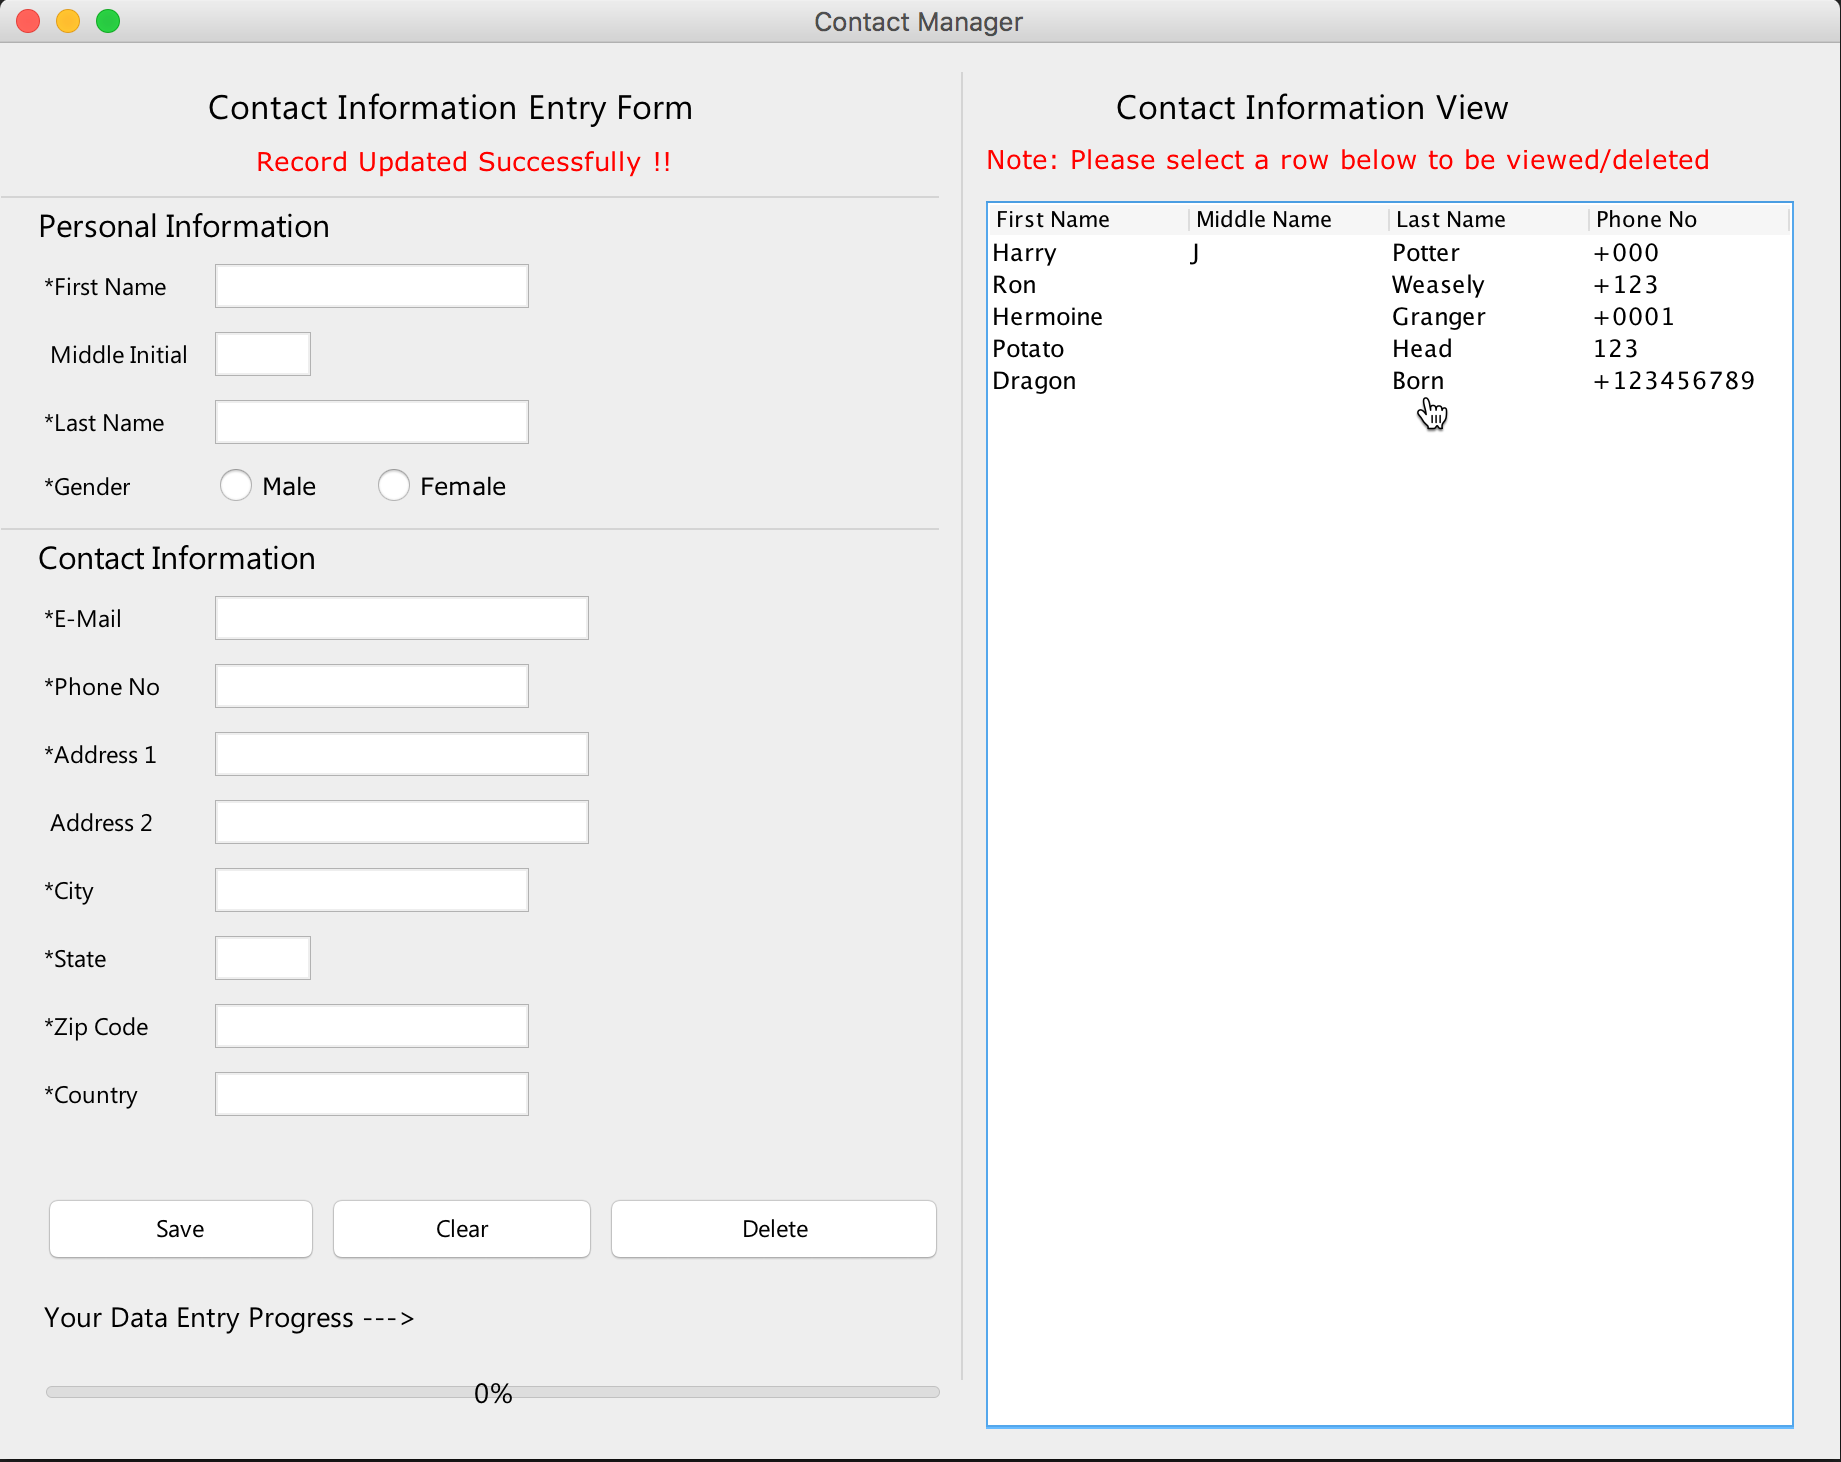 Contact Manager
Contact Information Entry Form
Record Updated Successfully !!
Personal Information
*First Name
Middle Initial
*Last Name
*Gender Male Female
Contact Information
*E-Mail
*Phone No
*Address 1
Address 2
*City
*State
*Zip Code
*Country
Save Clear Delete
Your Data Entry Progress --->
0%
Contact Information View
Note: Please select a row below to be viewed/deleted
First Name Middle Name Last Name Phone No
Harry J Potter +000
Ron Weasely +123
Hermoine Granger +0001
Potato Head 123
Dragon Born +123456789